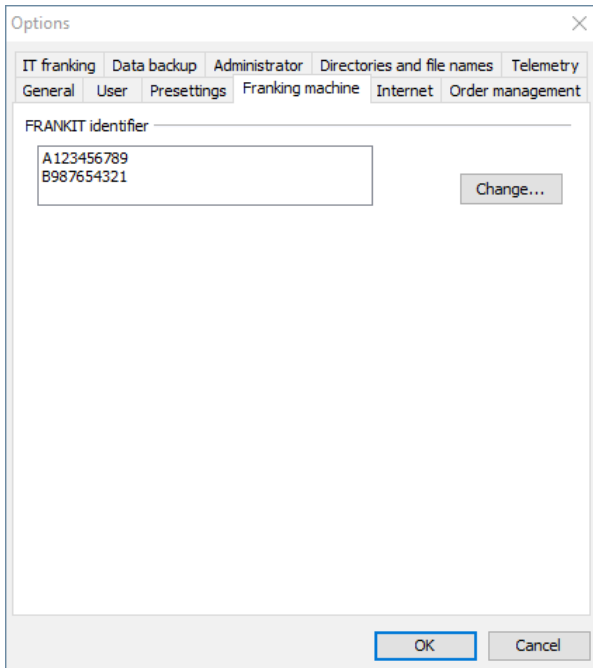 Options
IT franking Data backup Administrator Directories and file names Telemetry
General User Presettings Franking machine Internet Order management
FRANKIT identifier
A123456789
B987654321
Change...
OK Cancel